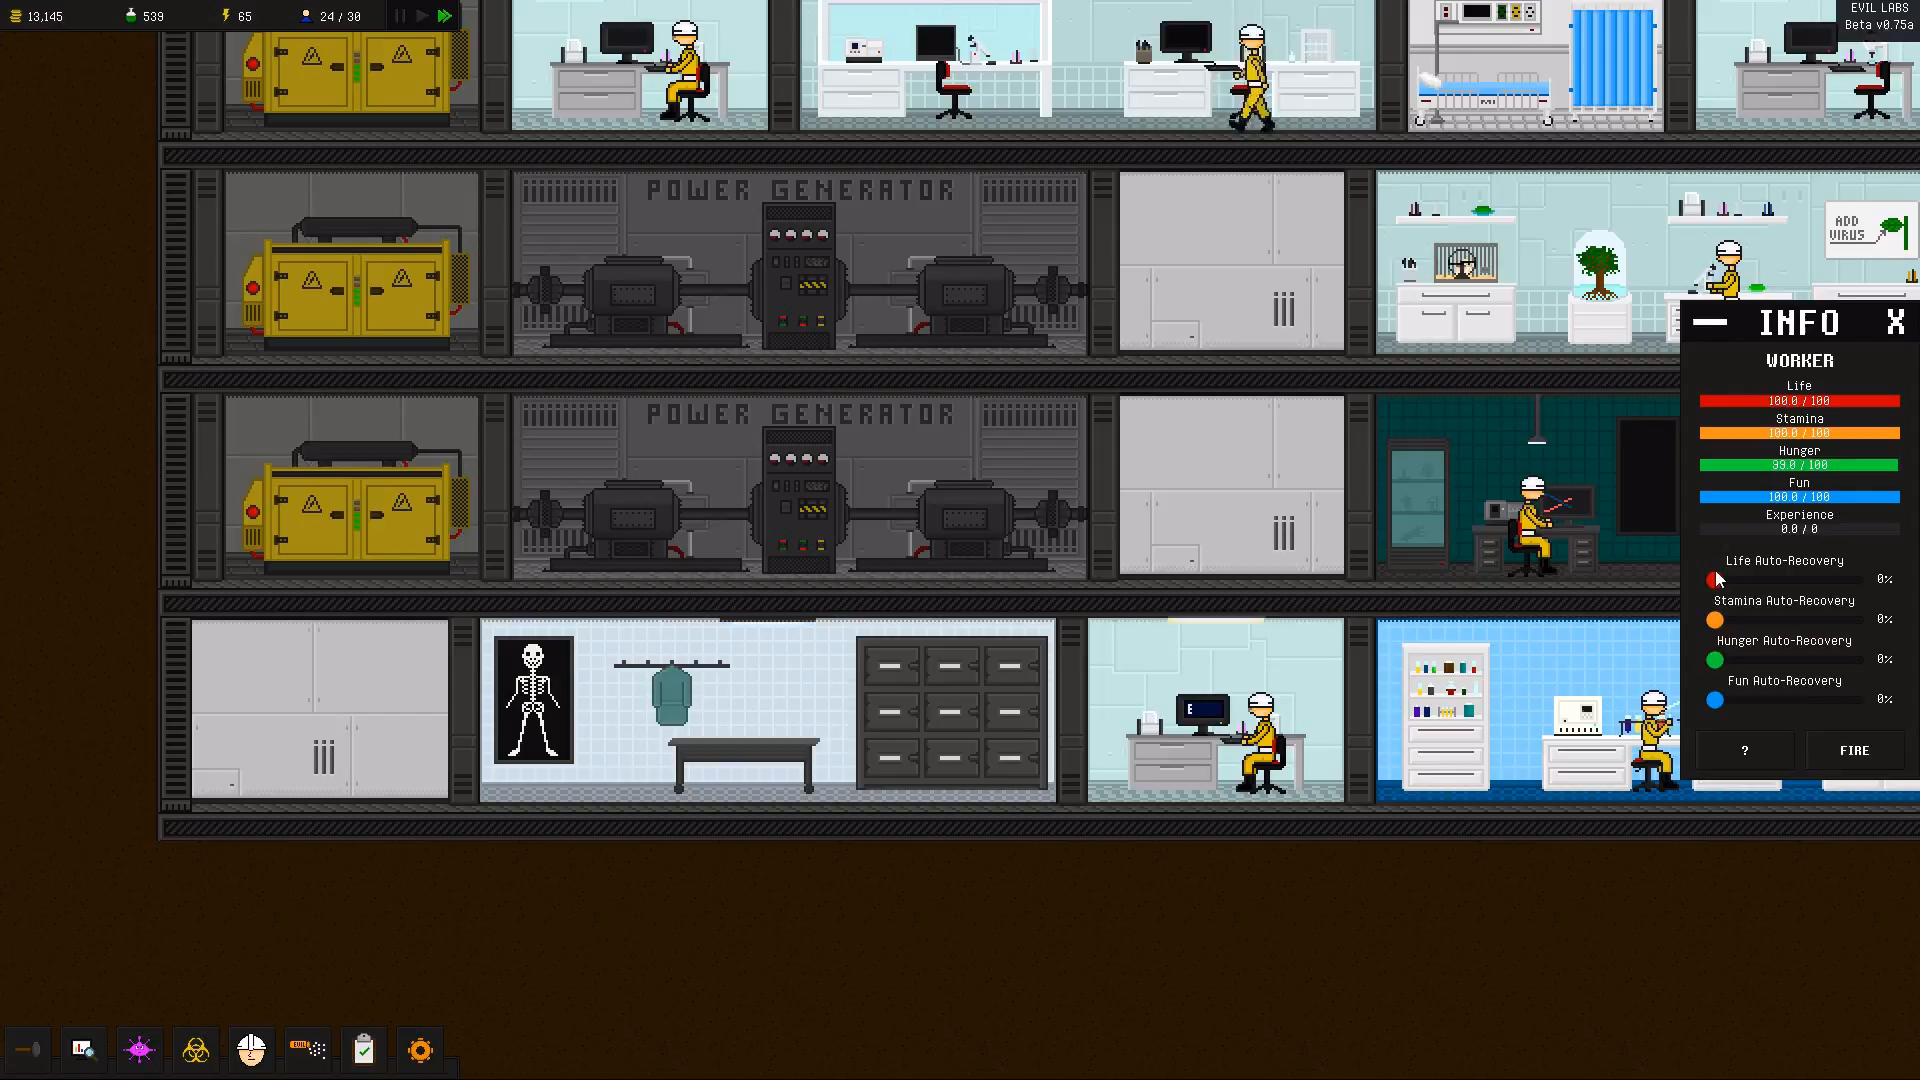 13,145 539 65 24 / 30
EVIL LABS
Beta v0.75a
POWER GENERATOR
ADD
VIRUS
INFO X
WORKER
Life
100.0 / 100
Stamina
100.0 / 100
Hunger
99.0 / 100
Fun
100.0 / 100
Experience
0.0 / 0
POWER GENERATOR
Life Auto-Recovery
0%
Stamina Auto-Recovery
0%
Hunger Auto-Recovery
0%
Fun Auto-Recovery
0%
? FIRE
EVIL